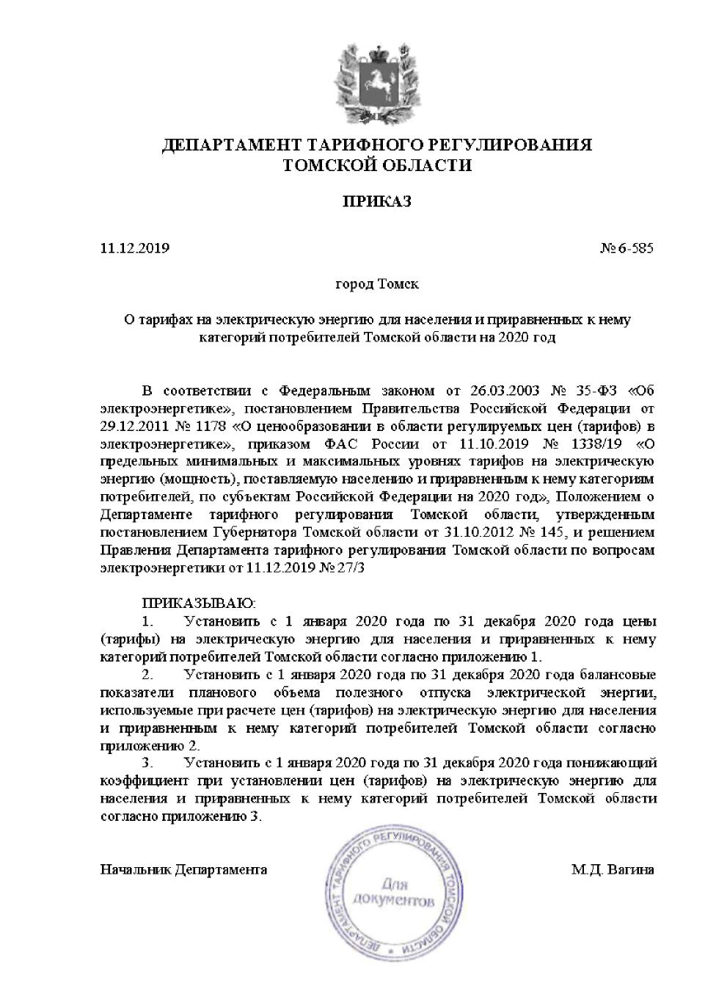 ДЕПАРТАМЕНТ ТАРИФНОГО РЕГУЛИРОВАНИЯ
ТОМСКОЙ ОБЛАСТИ
ПРИКАЗ
11.12.2019 № 6-585
город Томск
О тарифах на электрическую энергию для населения и приравненных к нему
категорий потребителей Томской области на 2020 год
В соответствии с Федеральным законом от 26.03.2003 № 35-ФЗ «Об
электроэнергетике», постановлением Правительства Российской Федерации от
29.12.2011 № 1178 «О ценообразовании в области регулируемых цен (тарифов) в
электроэнергетике», приказом ФАС России от 11.10.2019 № 1338/19 «О
предельных минимальных и максимальных уровнях тарифов на электрическую
энергию (мощность), поставляемую населению и приравненным к нему категориям
потребителей, по субъектам Российской Федерации на 2020 год», Положением о
Департаменте тарифного регулирования Томской области, утвержденным
постановлением Губернатора Томской области от 31.10.2012 № 145, и решением
Правления Департамента тарифного регулирования Томской области по вопросам
электроэнергетики от 11.12.2019 № 27/3
ПРИКАЗЫВАЮ:
1. Установить с 1 января 2020 года по 31 декабря 2020 года цены
(тарифы) на электрическую энергию для населения и приравненных к нему
категорий потребителей Томской области согласно приложению 1.
2. Установить с 1 января 2020 года по 31 декабря 2020 года балансовые
показатели планового объема полезного отпуска электрической энергии,
используемые при расчете цен (тарифов) на электрическую энергию для населения
и приравненным к нему категорий потребителей Томской области согласно
приложению 2.
3. Установить с 1 января 2020 года по 31 декабря 2020 года понижающий
коэффициент при установлении цен (тарифов) на электрическую энергию для
населения и приравненных к нему категорий потребителей Томской области
согласно приложению 3.
Начальник Департамента М.Д. Вагина
ДЕПАРТАМЕНТ ТАРИФНОГО РЕГУЛИРОВАНИЯ ТОМСКОЙ ОБЛАСТИ *
Для
документов